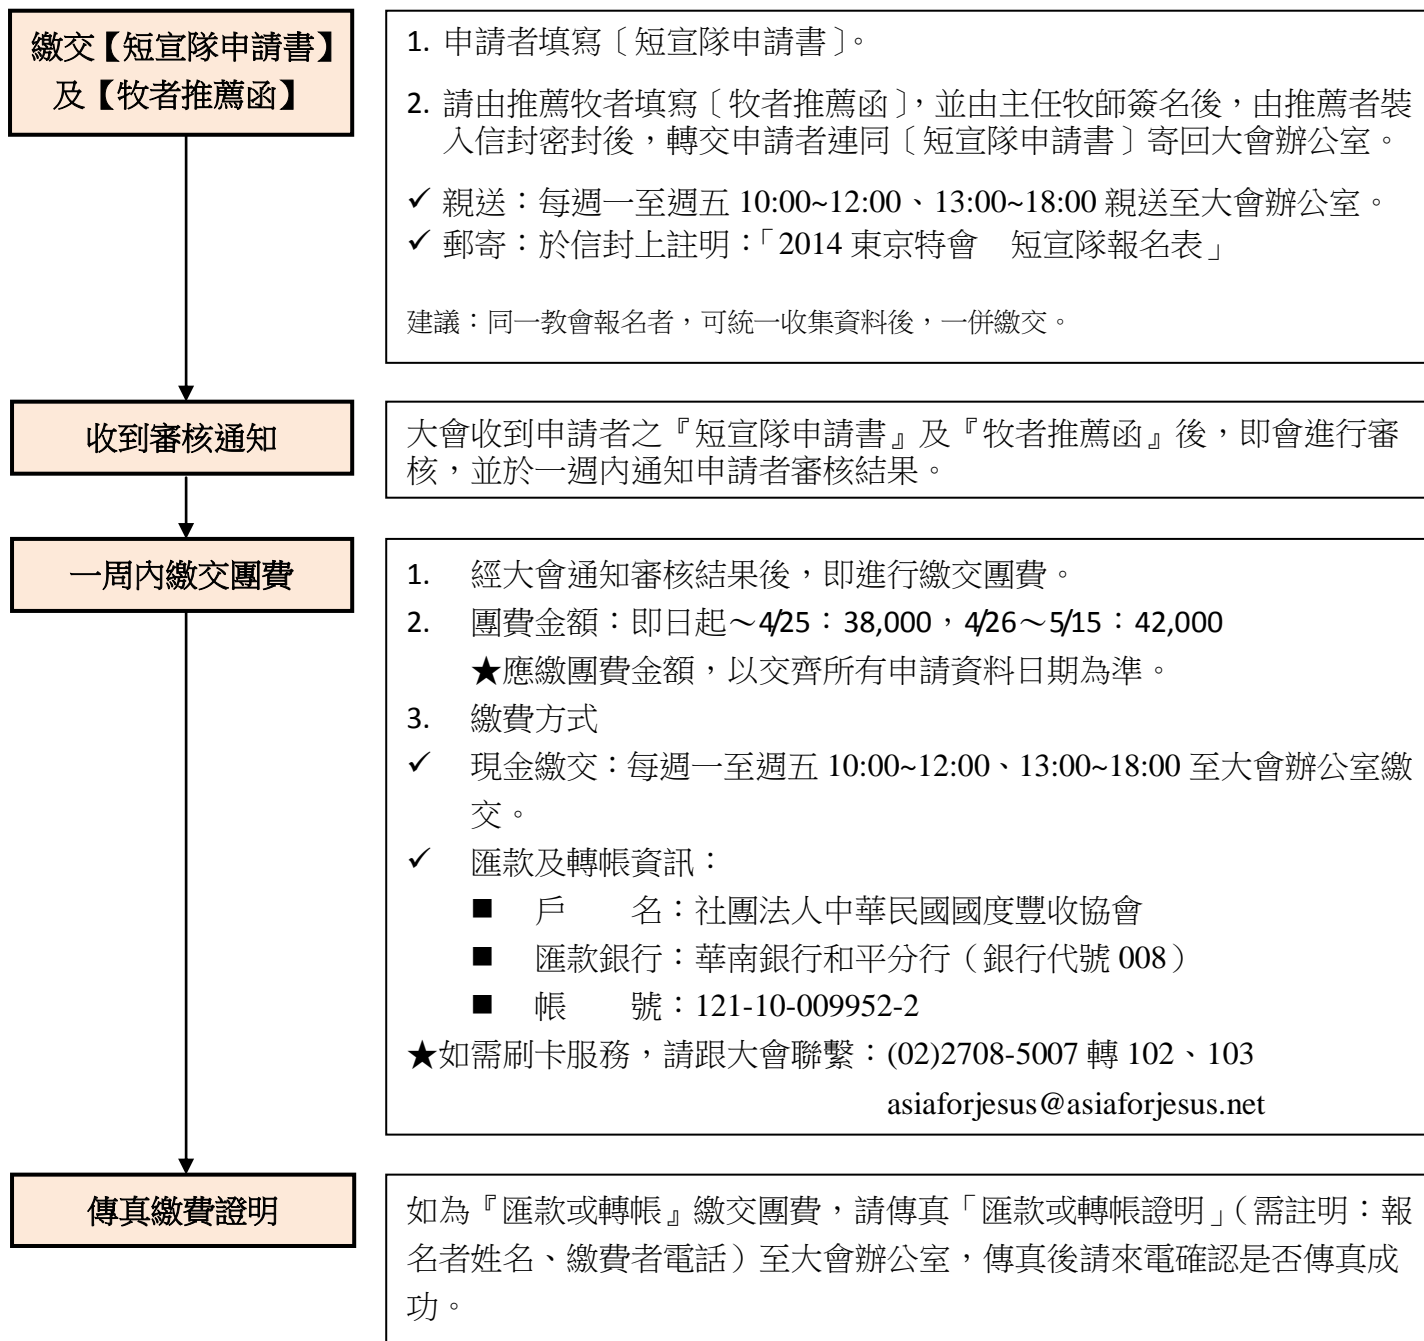 繳交【短宣隊申請書】
及【牧者推薦函】
1. 申請者填寫〔短宣隊申請書〕。
2. 請由推薦牧者填寫〔牧者推薦函〕，並由主任牧師簽名後，由推薦者裝
入信封密封後，轉交申請者連同〔短宣隊申請書〕寄回大會辦公室。
✓ 親送：每週一至週五 10:00~12:00、13:00~18:00 親送至大會辦公室。
✓ 郵寄：於信封上註明：「2014 東京特會　短宣隊報名表」
建議：同一教會報名者，可統一收集資料後，一併繳交。
收到審核通知
大會收到申請者之『短宣隊申請書』及『牧者推薦函』後，即會進行審
核，並於一週內通知申請者審核結果。
一周內繳交團費
1. 經大會通知審核結果後，即進行繳交團費。
2. 團費金額：即日起～4/25：38,000，4/26～5/15：42,000
★應繳團費金額，以交齊所有申請資料日期為準。
3. 繳費方式
✓ 現金繳交：每週一至週五 10:00~12:00、13:00~18:00 至大會辦公室繳
交。
✓ 匯款及轉帳資訊：
■ 戶　　名：社團法人中華民國國度豐收協會
■ 匯款銀行：華南銀行和平分行（銀行代號 008）
■ 帳　　號：121-10-009952-2
★如需刷卡服務，請跟大會聯繫：(02)2708-5007 轉 102、103
asiaforjesus@asiaforjesus.net
傳真繳費證明
如為『匯款或轉帳』繳交團費，請傳真「匯款或轉帳證明」（需註明：報
名者姓名、繳費者電話）至大會辦公室，傳真後請來電確認是否傳真成
功。